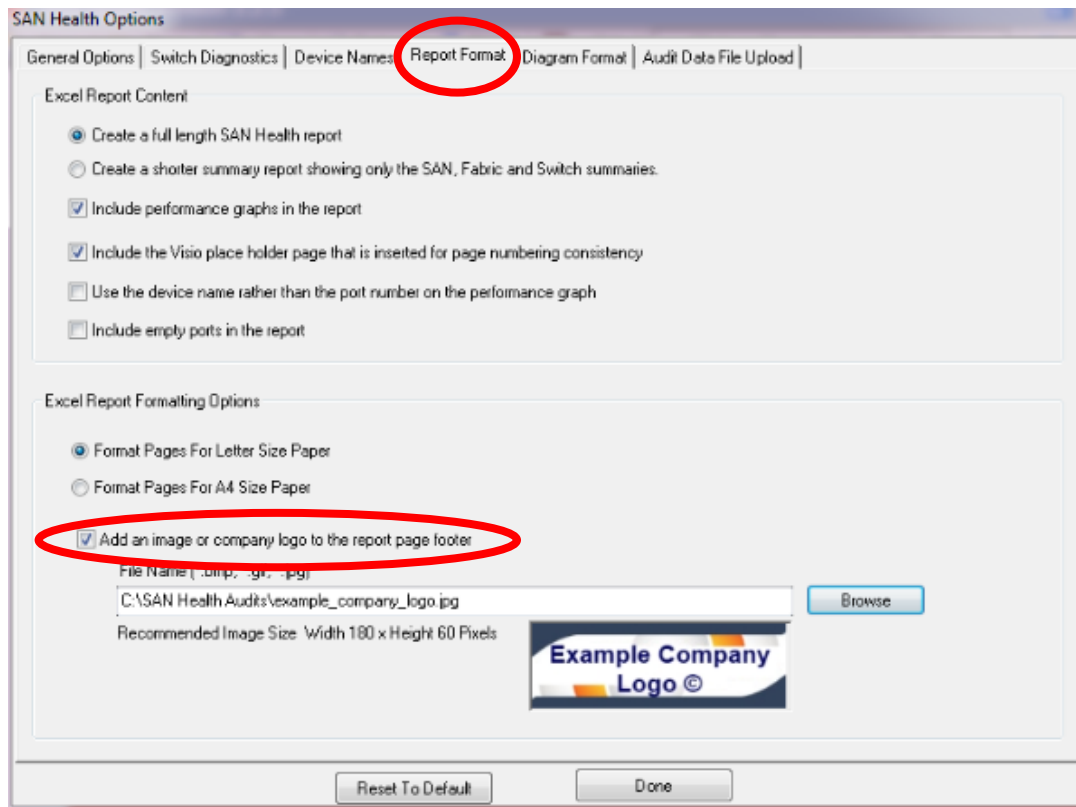 SAN Health Options
General Options Switch Diagnostics Device Names Report Format Diagram Format Audit Data File Upload
Excel Report Content
Create a full length SAN Health report
Create a shorter summary report showing only the SAN, Fabric and Switch summaries.
Include performance graphs in the report
Include the Visio place holder page that is inserted for page numbering consistency
Use the device name rather than the port number on the performance graph
Include empty ports in the report
Excel Report Formatting Options
Format Pages For Letter Size Paper
Format Pages For A4 Size Paper
Add an image or company logo to the report page footer
File Name ( *.bmp, *.gif, *.jpg)
C:\SAN Health Audits\example_company_logo.jpg
Browse
Recommended Image Size Width 180 x Height 60 Pixels
Example Company
Logo ©
Reset To Default
Done